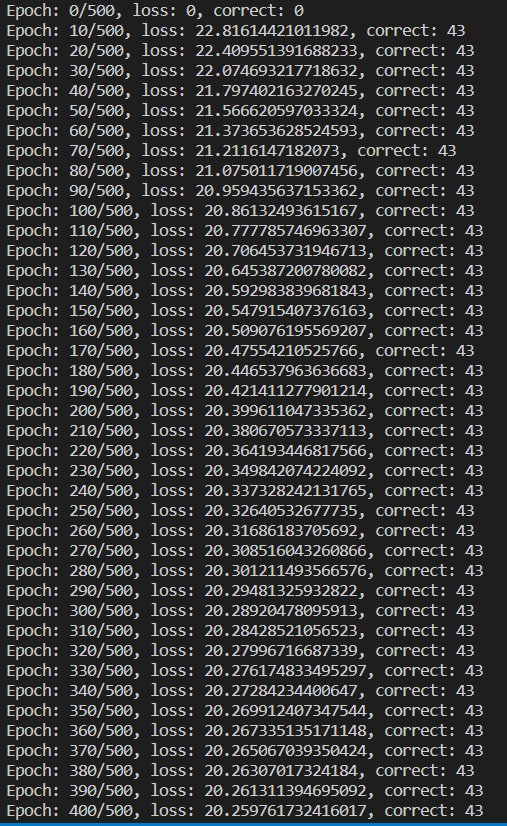 Epoch: 0/500, loss: 0, correct: 0
Epoch: 10/500, loss: 22.81614421011982, correct: 43
Epoch: 20/500, loss: 22.409551391688233, correct: 43
Epoch: 30/500, loss: 22.074693217718632, correct: 43
Epoch: 40/500, loss: 21.797402163270245, correct: 43
Epoch: 50/500, loss: 21.566620597033324, correct: 43
Epoch: 60/500, loss: 21.373653628524593, correct: 43
Epoch: 70/500, loss: 21.2116147182073, correct: 43
Epoch: 80/500, loss: 21.075011719007456, correct: 43
Epoch: 90/500, loss: 20.959435637153362, correct: 43
Epoch: 100/500, loss: 20.86132493615167, correct: 43
Epoch: 110/500, loss: 20.777785746963307, correct: 43
Epoch: 120/500, loss: 20.706453731946713, correct: 43
Epoch: 130/500, loss: 20.645387200780082, correct: 43
Epoch: 140/500, loss: 20.592983839681843, correct: 43
Epoch: 150/500, loss: 20.547915407376163, correct: 43
Epoch: 160/500, loss: 20.509076195569207, correct: 43
Epoch: 170/500, loss: 20.47554210525766, correct: 43
Epoch: 180/500, loss: 20.446537963636683, correct: 43
Epoch: 190/500, loss: 20.421411277901214, correct: 43
Epoch: 200/500, loss: 20.399611047335362, correct: 43
Epoch: 210/500, loss: 20.380670573337113, correct: 43
Epoch: 220/500, loss: 20.364193446817566, correct: 43
Epoch: 230/500, loss: 20.349842074224092, correct: 43
Epoch: 240/500, loss: 20.337328242131765, correct: 43
Epoch: 250/500, loss: 20.32640532677735, correct: 43
Epoch: 260/500, loss: 20.31686183705692, correct: 43
Epoch: 270/500, loss: 20.308516043260866, correct: 43
Epoch: 280/500, loss: 20.301211493566576, correct: 43
Epoch: 290/500, loss: 20.29481325932822, correct: 43
Epoch: 300/500, loss: 20.28920478095913, correct: 43
Epoch: 310/500, loss: 20.28428521056523, correct: 43
Epoch: 320/500, loss: 20.27996716687339, correct: 43
Epoch: 330/500, loss: 20.276174833495297, correct: 43
Epoch: 340/500, loss: 20.27284234400647, correct: 43
Epoch: 350/500, loss: 20.269912407347544, correct: 43
Epoch: 360/500, loss: 20.267335135171148, correct: 43
Epoch: 370/500, loss: 20.265067039350424, correct: 43
Epoch: 380/500, loss: 20.26307017324184, correct: 43
Epoch: 390/500, loss: 20.261311394695092, correct: 43
Epoch: 400/500, loss: 20.259761732416017, correct: 43